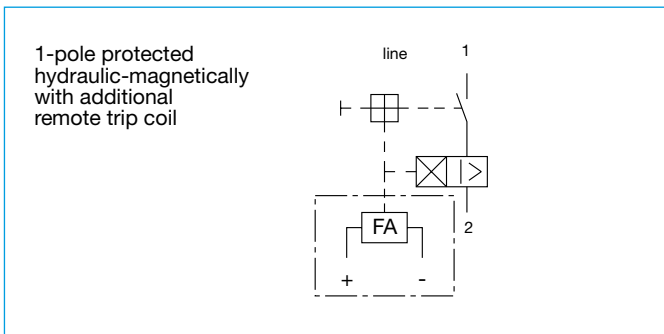 1-pole protected
hydraulic-magnetically
with additional
remote trip coil
line
1
I >
2
FA
+ -